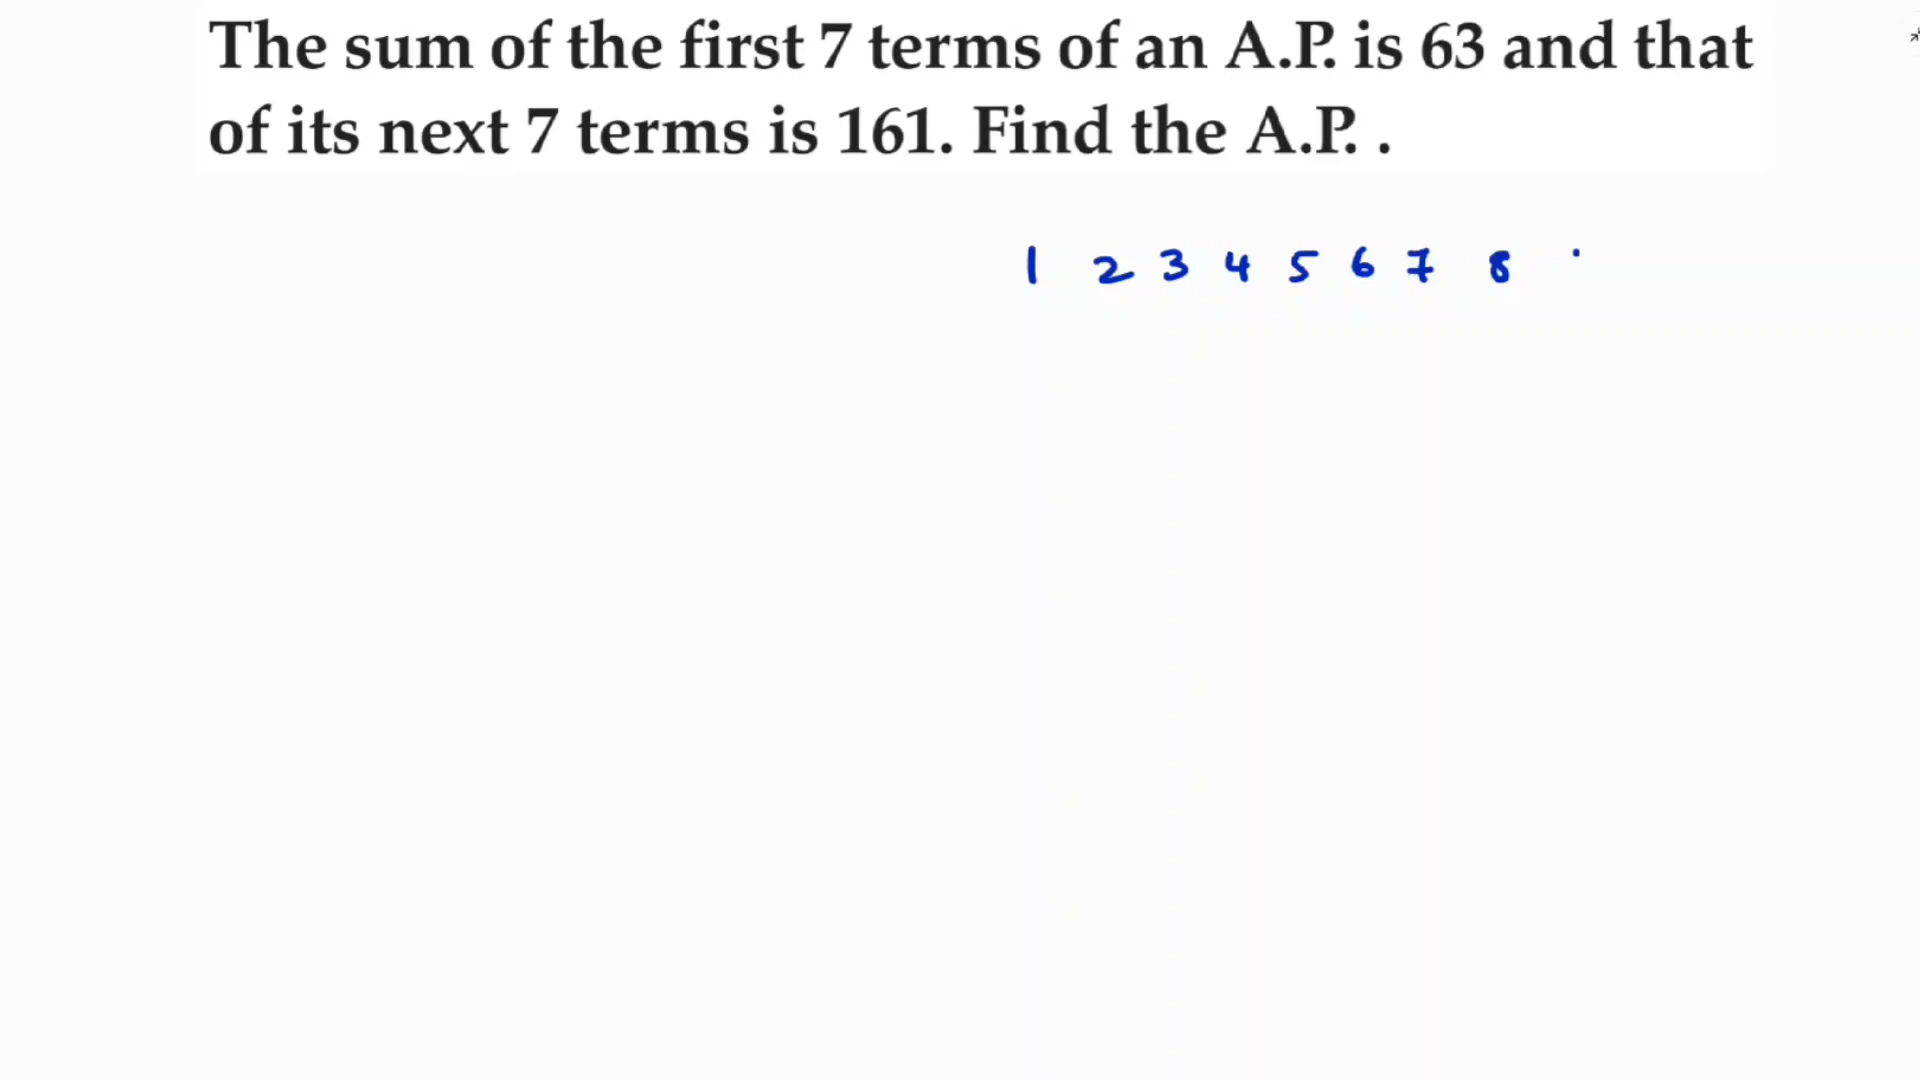 The sum of the first 7 terms of an A.P. is 63 and that
of its next 7 terms is 161. Find the A.P. .
1 2 3 4 5 6 7 8 .